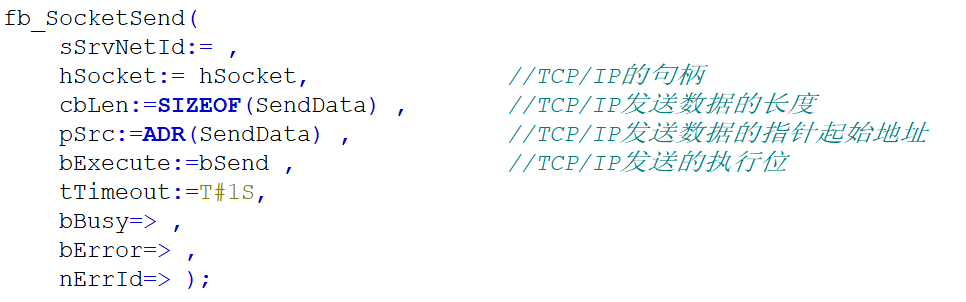 fb_SocketSend(
sSrvNetId:= ,
hSocket:= hSocket, //TCP/IP的句柄
cbLen:=SIZEOF(SendData) , //TCP/IP发送数据的长度
pSrc:=ADR(SendData) , //TCP/IP发送数据的指针起始地址
bExecute:=bSend , //TCP/IP发送的执行位
tTimeout:=T#1S,
bBusy=> ,
bError=> ,
nErrId=> );